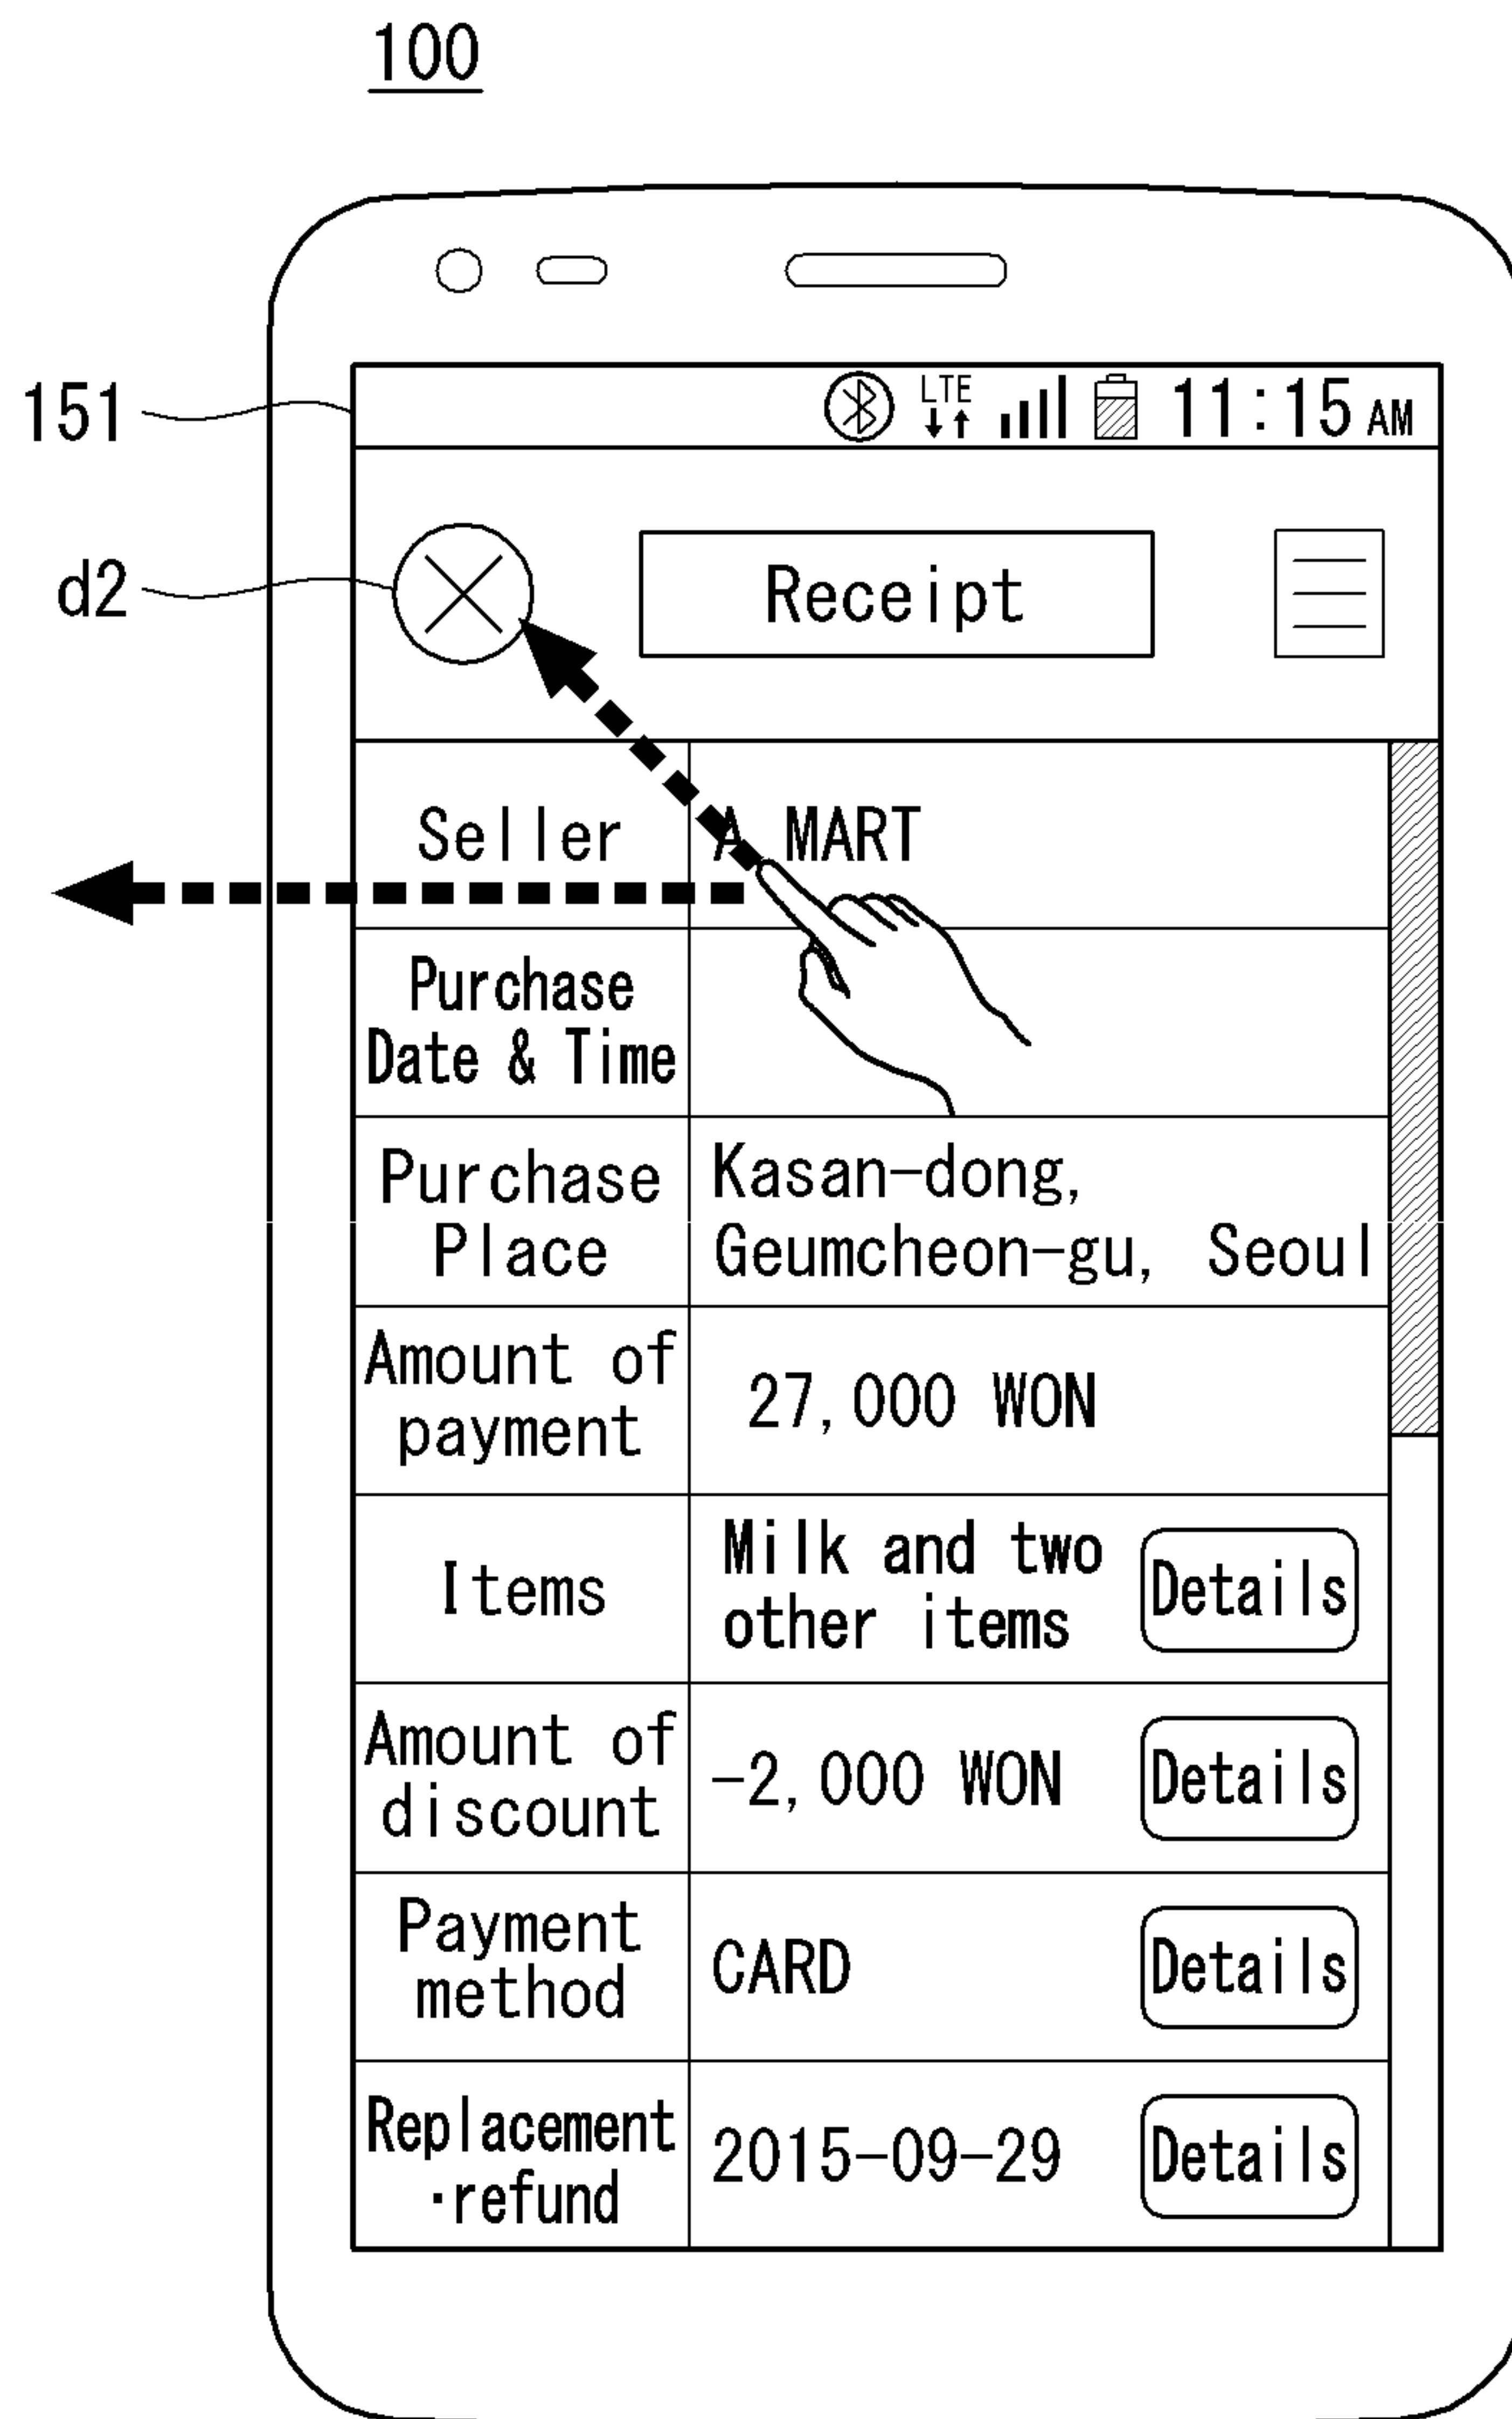 100
151
LTE 11:15 AM
d2
Receipt
Seller A MART
Purchase
Date & Time
Purchase
Place
Kasan-dong,
Geumcheon-gu, Seoul
Amount of
payment
27,000 WON
Items
Milk and two
other items
Details
Amount of
discount
-2,000 WON
Details
Payment
method
CARD
Details
Replacement
·refund
2015-09-29
Details